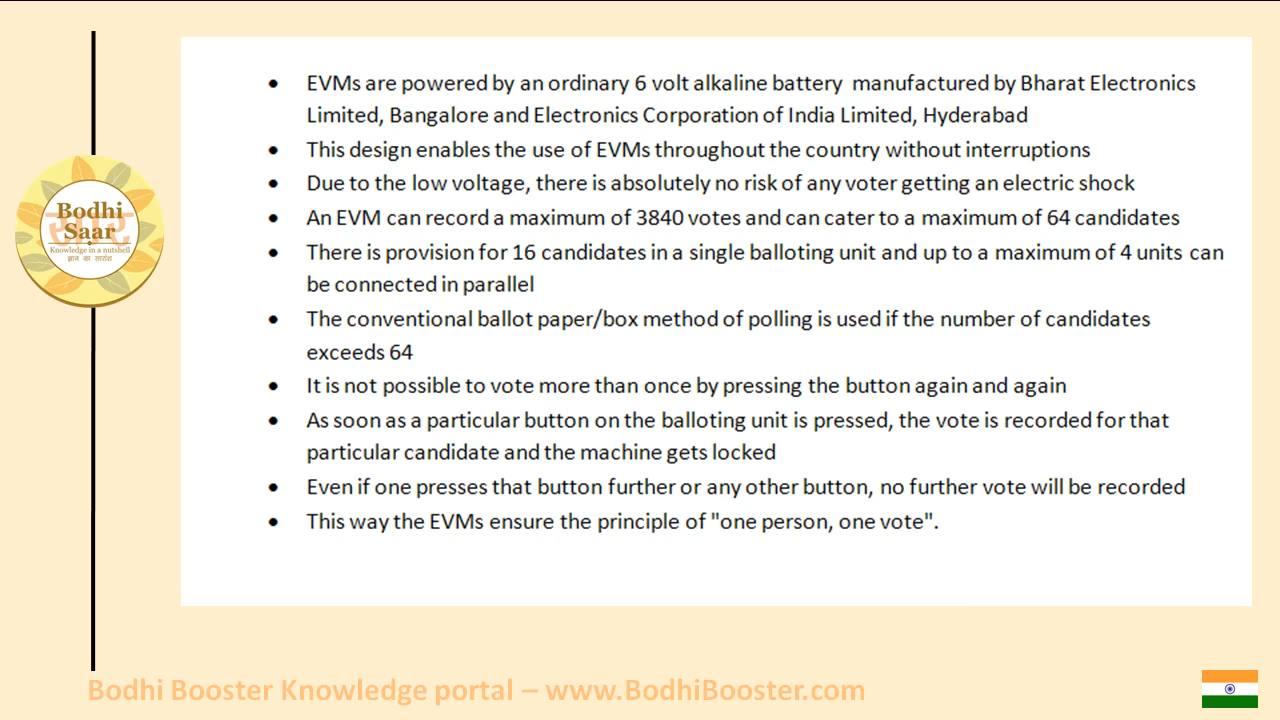 • EVMs are powered by an ordinary 6 volt alkaline battery manufactured by Bharat Electronics
Limited, Bangalore and Electronics Corporation of India Limited, Hyderabad
• This design enables the use of EVMs throughout the country without interruptions
• Due to the low voltage, there is absolutely no risk of any voter getting an electric shock
• An EVM can record a maximum of 3840 votes and can cater to a maximum of 64 candidates
• There is provision for 16 candidates in a single balloting unit and up to a maximum of 4 units can
be connected in parallel
• The conventional ballot paper/box method of polling is used if the number of candidates
exceeds 64
• It is not possible to vote more than once by pressing the button again and again
• As soon as a particular button on the balloting unit is pressed, the vote is recorded for that
particular candidate and the machine gets locked
• Even if one presses that button further or any other button, no further vote will be recorded
• This way the EVMs ensure the principle of "one person, one vote".
Bodhi
Saar
Knowledge in a nutshell
ज्ञान का सारांश
Bodhi Booster Knowledge portal – www.BodhiBooster.com